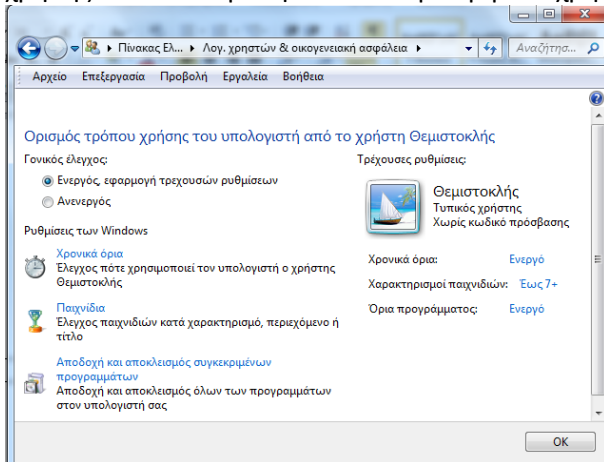 Πίνακας Ελ... Λογ. χρηστών & οικογενειακή ασφάλεια Αναζήτησ...
Αρχείο Επεξεργασία Προβολή Εργαλεία Βοήθεια
Ορισμός τρόπου χρήσης του υπολογιστή από το χρήστη Θεμιστοκλής
Γονικός έλεγχος:
Ενεργός, εφαρμογή τρεχουσών ρυθμίσεων
Ανενεργός
Ρυθμίσεις των Windows
Χρονικά όρια
Έλεγχος πότε χρησιμοποιεί τον υπολογιστή ο χρήστης
Θεμιστοκλής
Παιχνίδια
Έλεγχος παιχνιδιών κατά χαρακτηρισμό, περιεχόμενο ή
τίτλο
Αποδοχή και αποκλεισμός συγκεκριμένων
προγραμμάτων
Αποδοχή και αποκλεισμός όλων των προγραμμάτων
στον υπολογιστή σας
Τρέχουσες ρυθμίσεις:
Θεμιστοκλής
Τυπικός χρήστης
Χωρίς κωδικό πρόσβασης
Χρονικά όρια: Ενεργό
Χαρακτηρισμοί παιχνιδιών: Έως 7+
Όρια προγράμματος: Ενεργό
OK